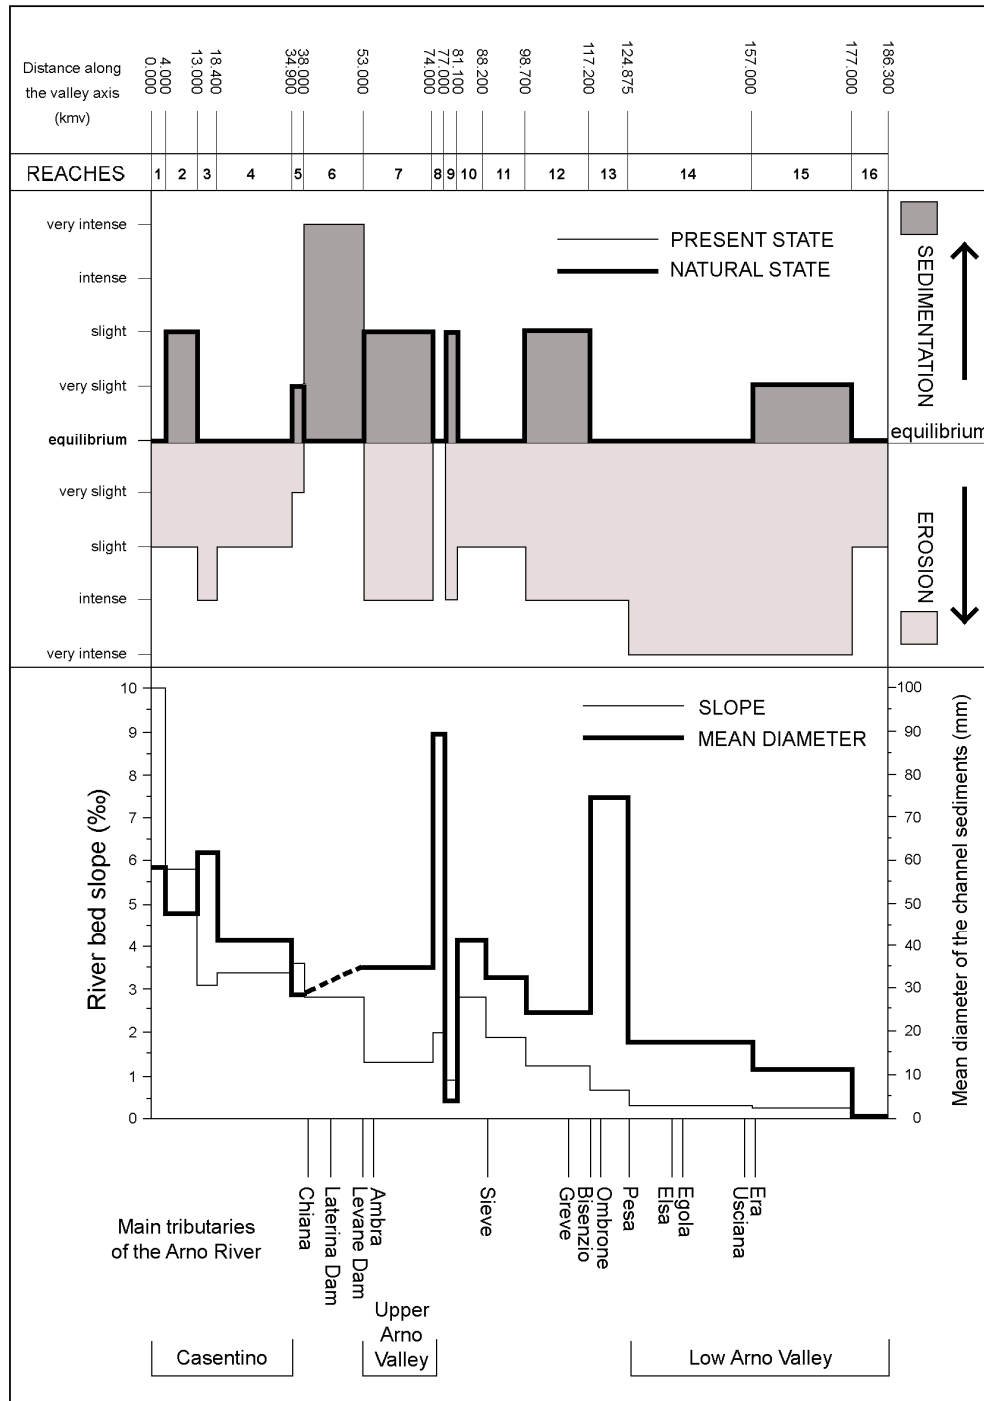 Distance along
the valley axis
(kmv)
0.000
4.000
13.000
18.400
34.900
38.000
53.000
74.000
77.000
81.100
88.200
98.700
117.200
124.875
157.000
177.000
186.300
REACHES 1 2 3 4 5 6 7 8 9 10 11 12 13 14 15 16
very intense
intense
slight
very slight
equilibrium
very slight
slight
intense
very intense
PRESENT STATE
NATURAL STATE
SEDIMENTATION
equilibrium
EROSION
10
9
8
7
6
5
4
3
2
1
0
River bed slope (‰)
SLOPE
MEAN DIAMETER
100
90
80
70
60
50
40
30
20
10
0
Mean diameter of the channel sediments (mm)
Main tributaries
of the Arno River
Chiana
Laterina Dam
Levane Dam
Ambra
Sieve
Greve
Bisenzio
Ombrone
Pesa
Elsa
Egola
Usciana
Era
Casentino
Upper
Arno
Valley
Low Arno Valley